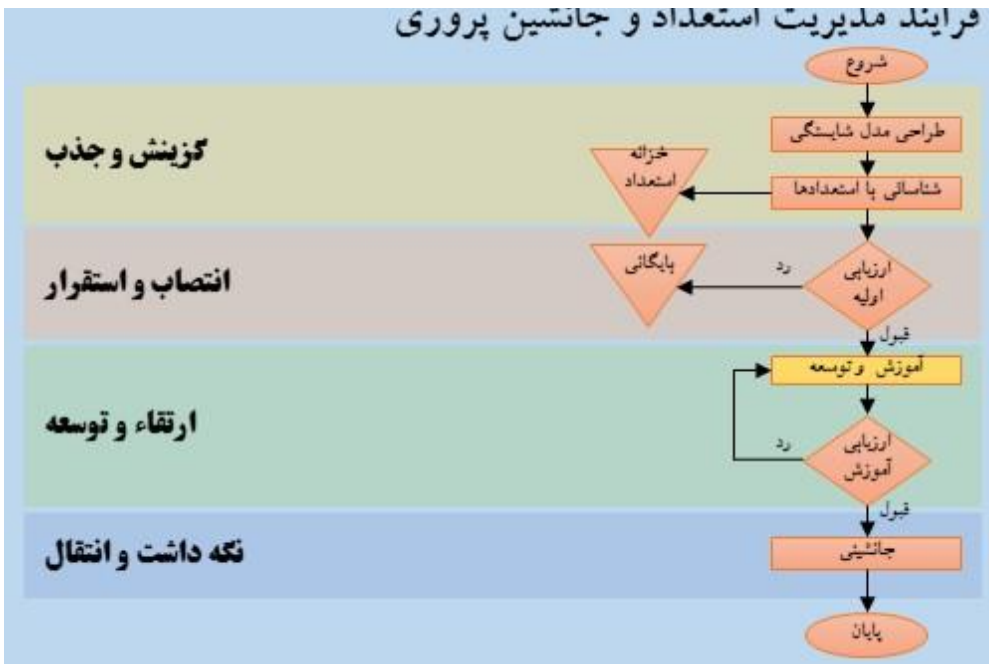 فرایند مدیریت استعداد و جانشین پروری
شروع
گزینش و جذب
طراحی مدل شایستگی
خزانه
استعداد
شناسائی با استعدادها
انتصاب و استقرار
ارزیابی
اولیه
رد
بایگانی
قبول
ارتقاء و توسعه
آموزش و توسعه
ارزیابی
آموزش
رد
قبول
نگه داشت و انتقال
جانشینی
پایان